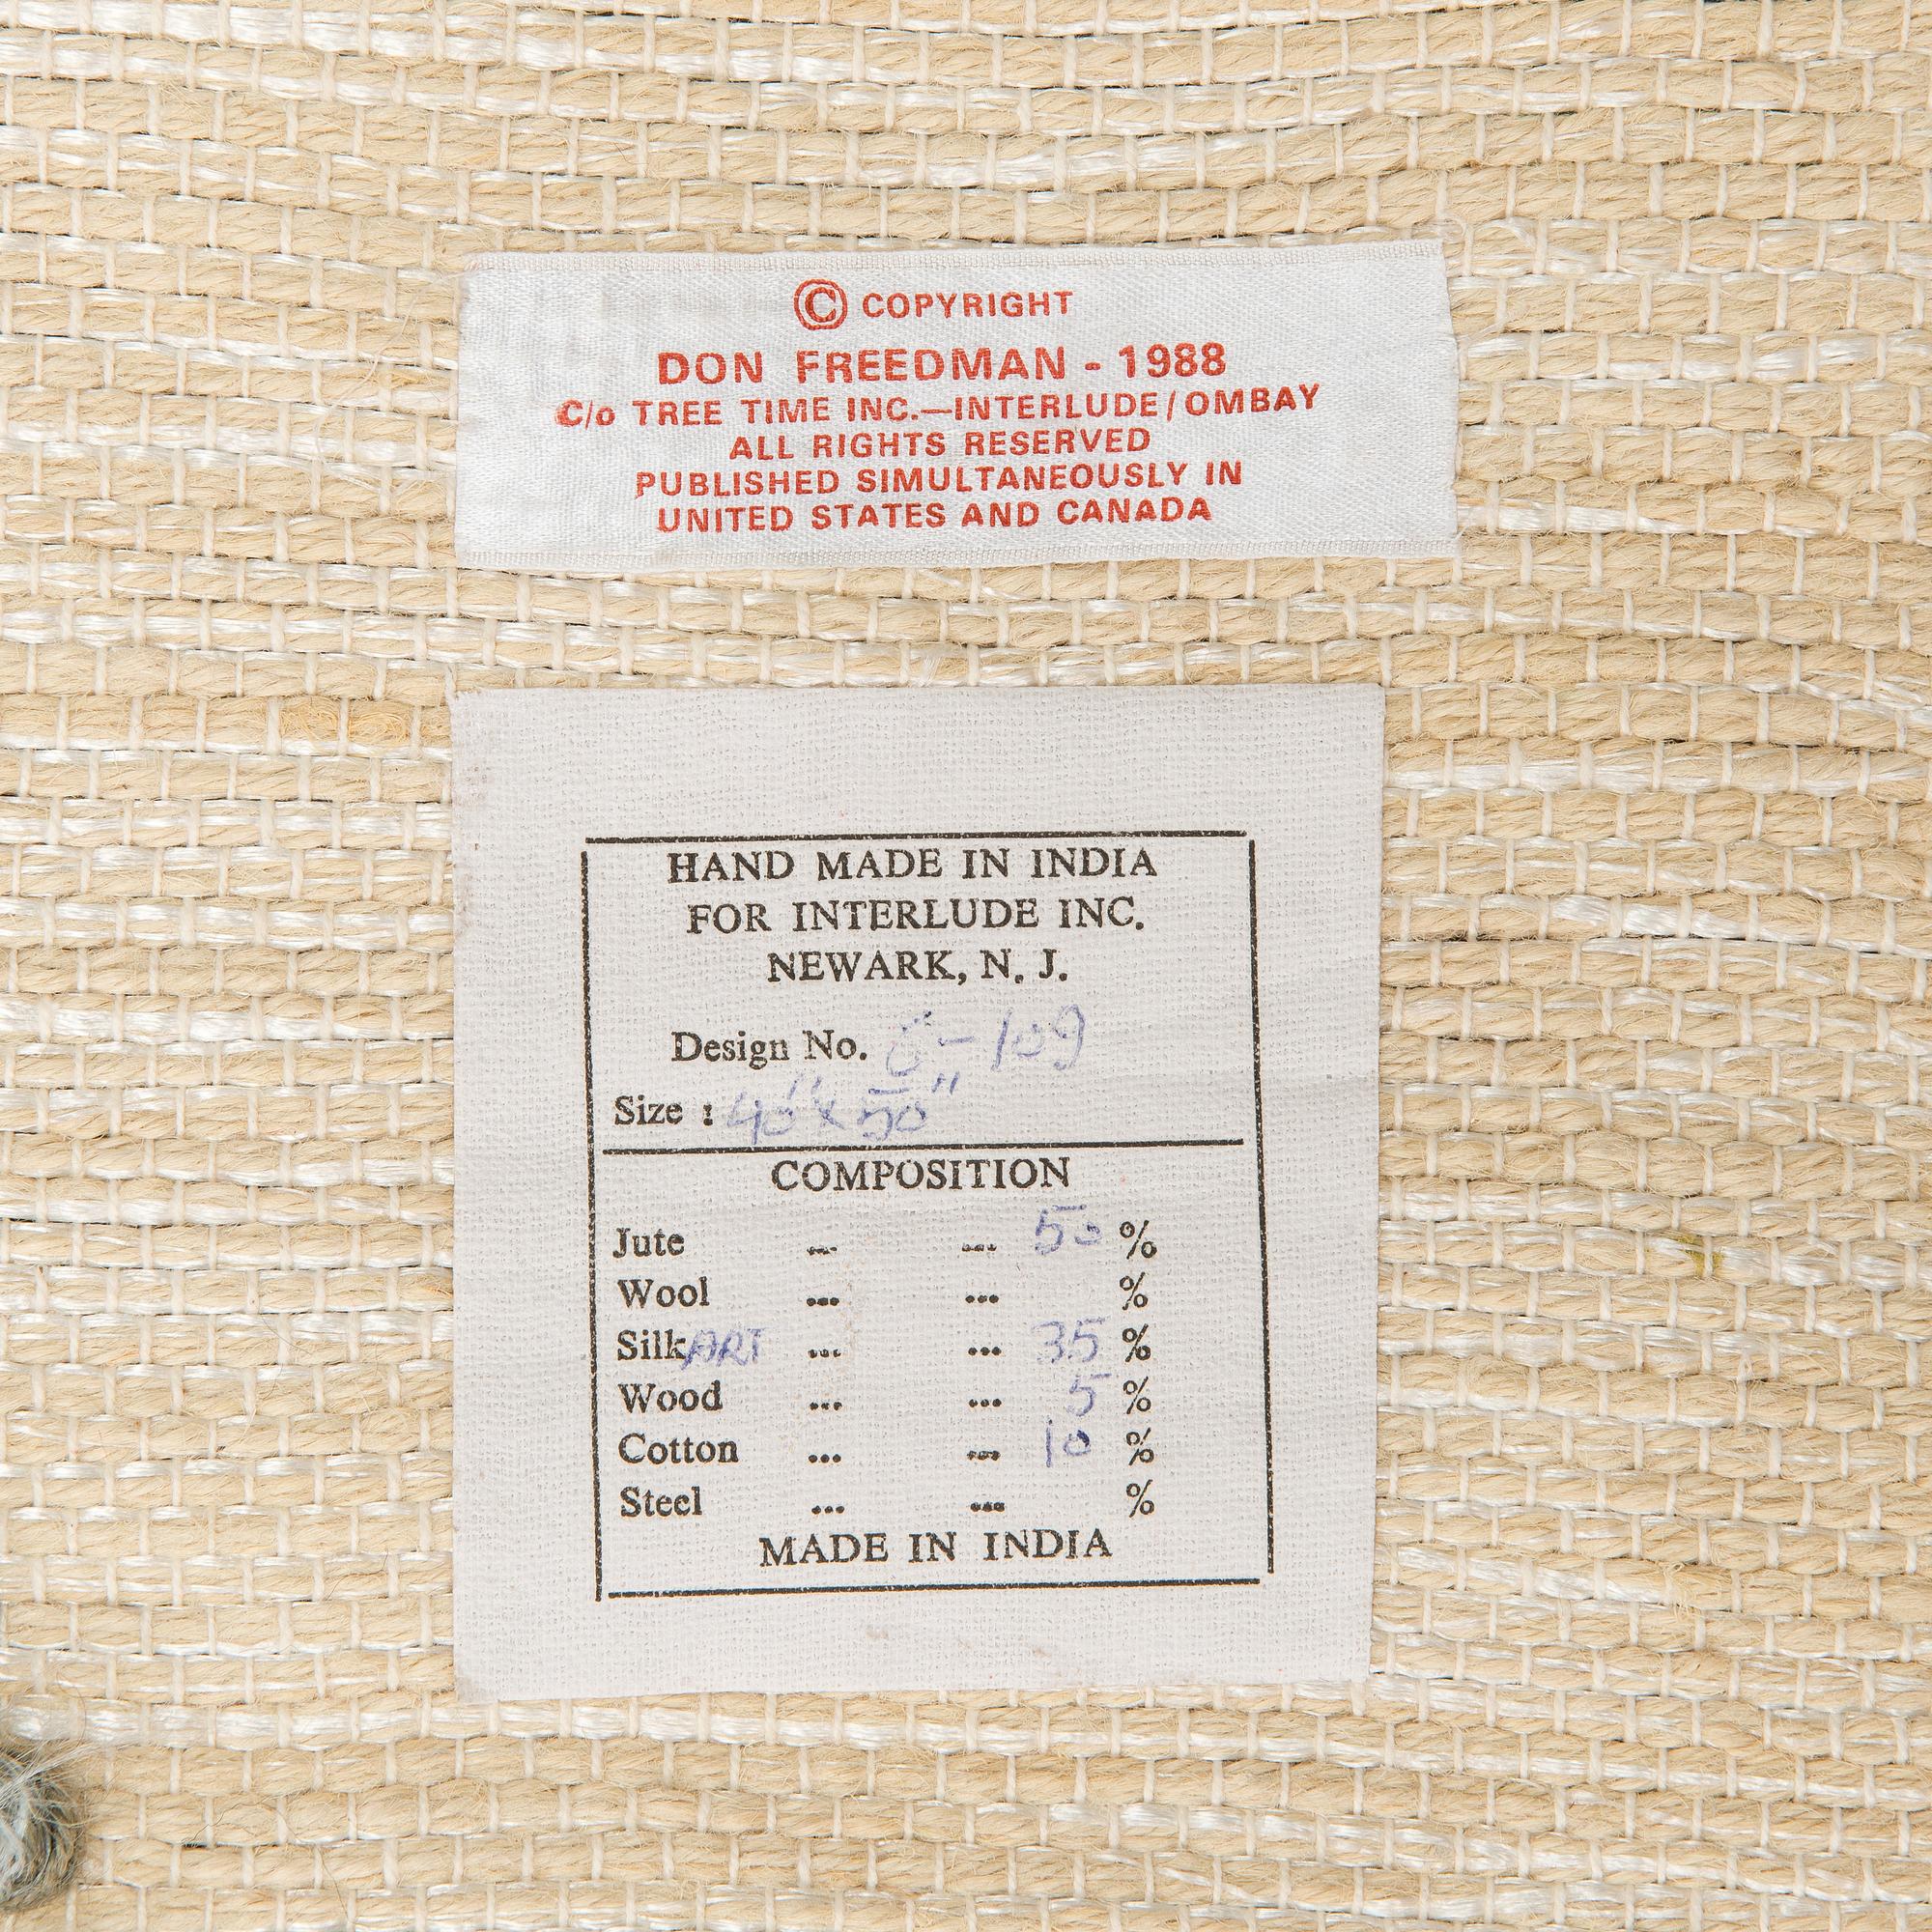 © COPYRIGHT
DON FREEDMAN - 1988
C/o TREE TIME INC.—INTERLUDE/OMBAY
ALL RIGHTS RESERVED
PUBLISHED SIMULTANEOUSLY IN
UNITED STATES AND CANADA
HAND MADE IN INDIA
FOR INTERLUDE INC.
NEWARK, N. J.
Design No.
Size : 40" x 50"
COMPOSITION
Jute ... ... 50 %
Wool ... ... %
Silk ART ... ... 35 %
Wood ... ... 5 %
Cotton ... ... 10 %
Steel ... ... %
MADE IN INDIA